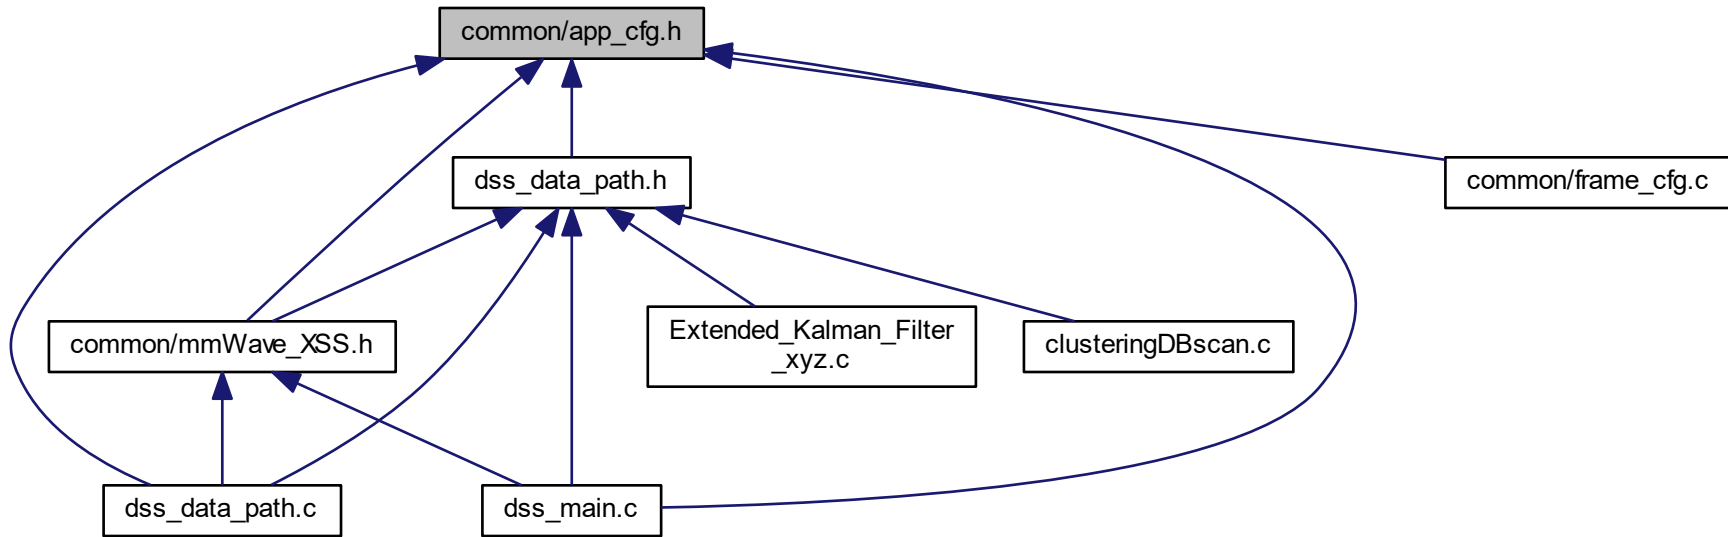 common/app_cfg.h
dss_data_path.h
common/frame_cfg.c
common/mmWave_XSS.h
Extended_Kalman_Filter
_xyz.c
clusteringDBscan.c
dss_data_path.c
dss_main.c